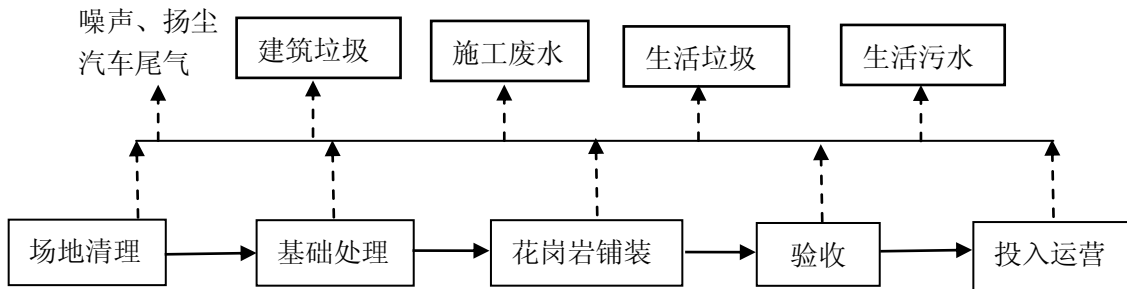 噪声、扬尘
汽车尾气
建筑垃圾
施工废水
生活垃圾
生活污水
场地清理
基础处理
花岗岩铺装
验收
投入运营